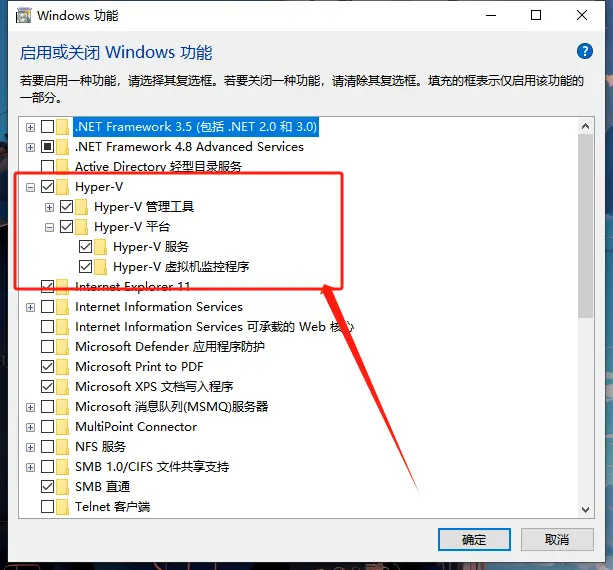 Windows 功能
启用或关闭 Windows 功能
若要启用一种功能，请选择其复选框。若要关闭一种功能，请清除其复选框。填充的框表示仅启用该功能的
一部分。
.NET Framework 3.5 (包括 .NET 2.0 和 3.0)
.NET Framework 4.8 Advanced Services
Active Directory 轻型目录服务
Hyper-V
Hyper-V 管理工具
Hyper-V 平台
Hyper-V 服务
Hyper-V 虚拟机监控程序
Internet Explorer 11
Internet Information Services
Internet Information Services 可承载的 Web 核心
Microsoft Defender 应用程序防护
Microsoft Print to PDF
Microsoft XPS 文档写入程序
Microsoft 消息队列(MSMQ)服务器
MultiPoint Connector
NFS 服务
SMB 1.0/CIFS 文件共享支持
SMB 直通
Telnet 客户端
确定
取消